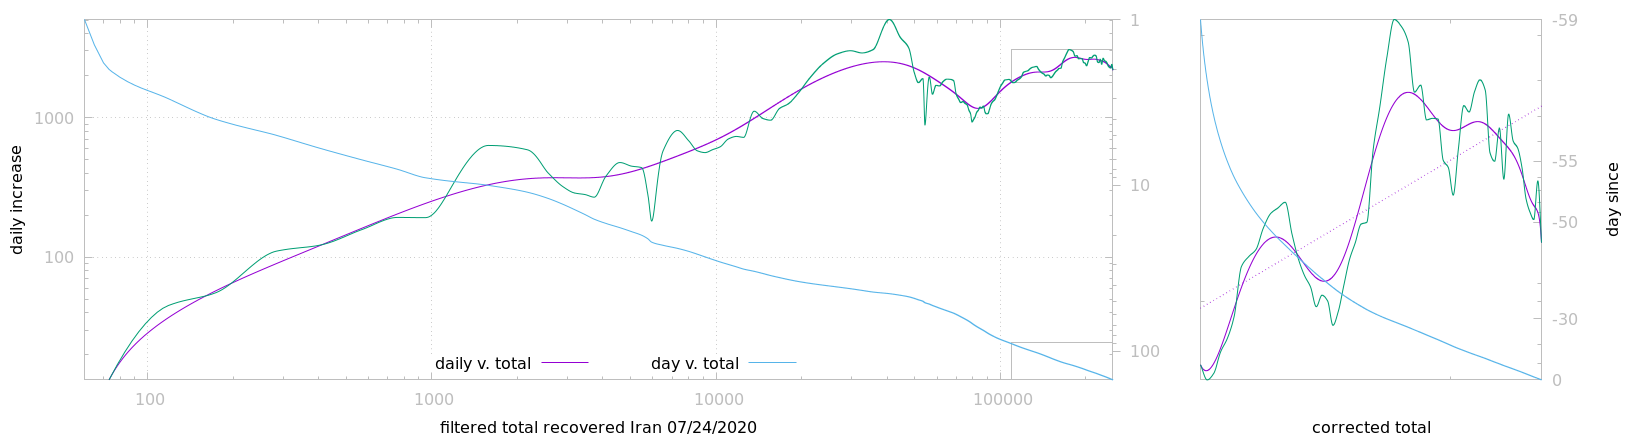 daily increase
1000
100
100
1000
10000
100000
1
10
100
daily v. total
day v. total
filtered total recovered Iran 07/24/2020
-59
-55
-50
-30
0
day since
corrected total